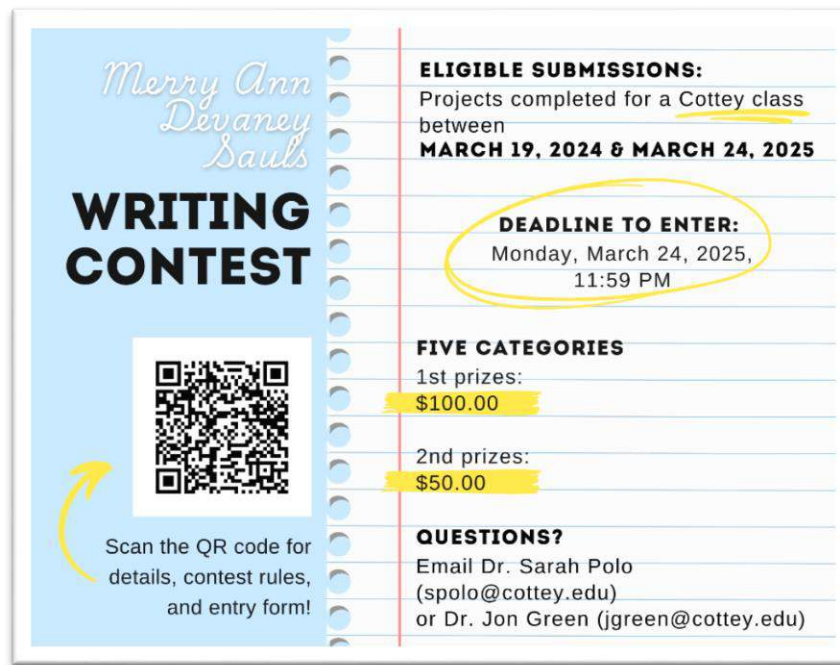 Merry Ann
Devaney
Sauls
WRITING
CONTEST
Scan the QR code for
details, contest rules,
and entry form!
ELIGIBLE SUBMISSIONS:
Projects completed for a Cottey class
between
MARCH 19, 2024 & MARCH 24, 2025
DEADLINE TO ENTER:
Monday, March 24, 2025,
11:59 PM
FIVE CATEGORIES
1st prizes:
$100.00
2nd prizes:
$50.00
QUESTIONS?
Email Dr. Sarah Polo
(spolo@cottey.edu)
or Dr. Jon Green (jgreen@cottey.edu)